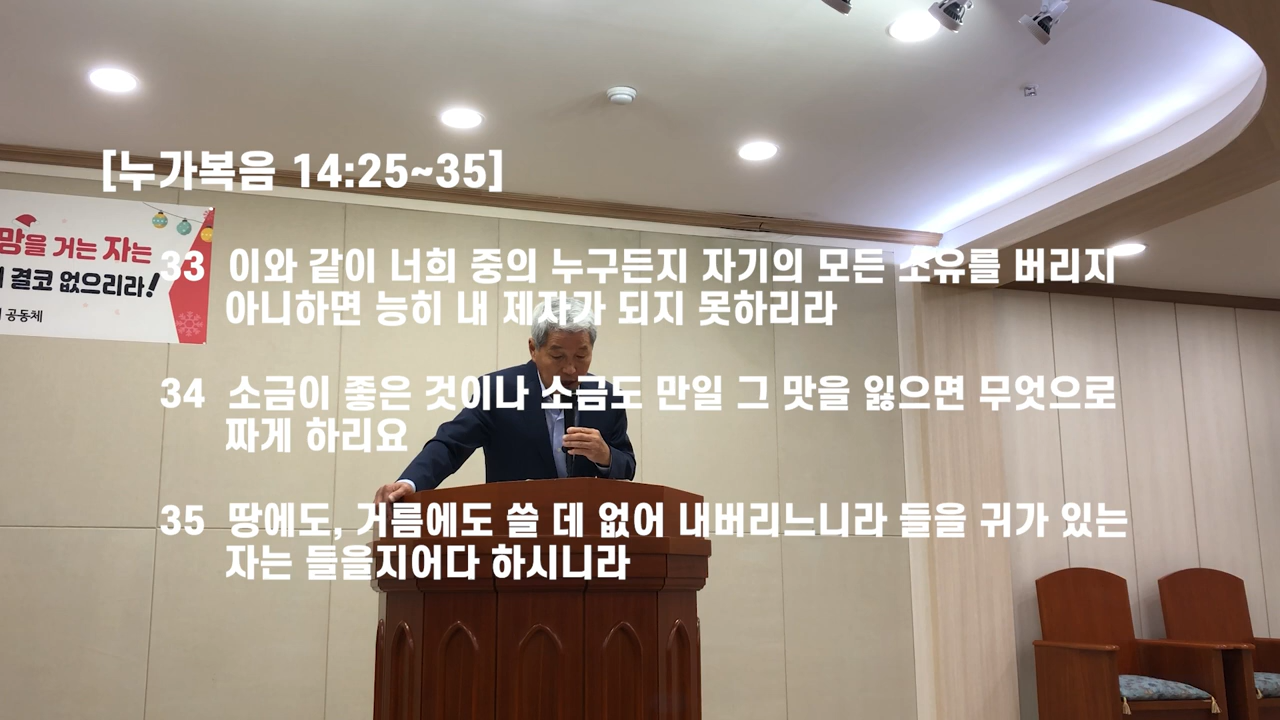 [누가복음 14:25~35]
망을 거는 자는
결코 없으리라!
공동체
33 이와 같이 너희 중의 누구든지 자기의 모든 소유를 버리지
아니하면 능히 내 제자가 되지 못하리라
34 소금이 좋은 것이나 소금도 만일 그 맛을 잃으면 무엇으로
짜게 하리요
35 땅에도, 거름에도 쓸 데 없어 내버리느니라 들을 귀가 있는
자는 들을지어다 하시니라